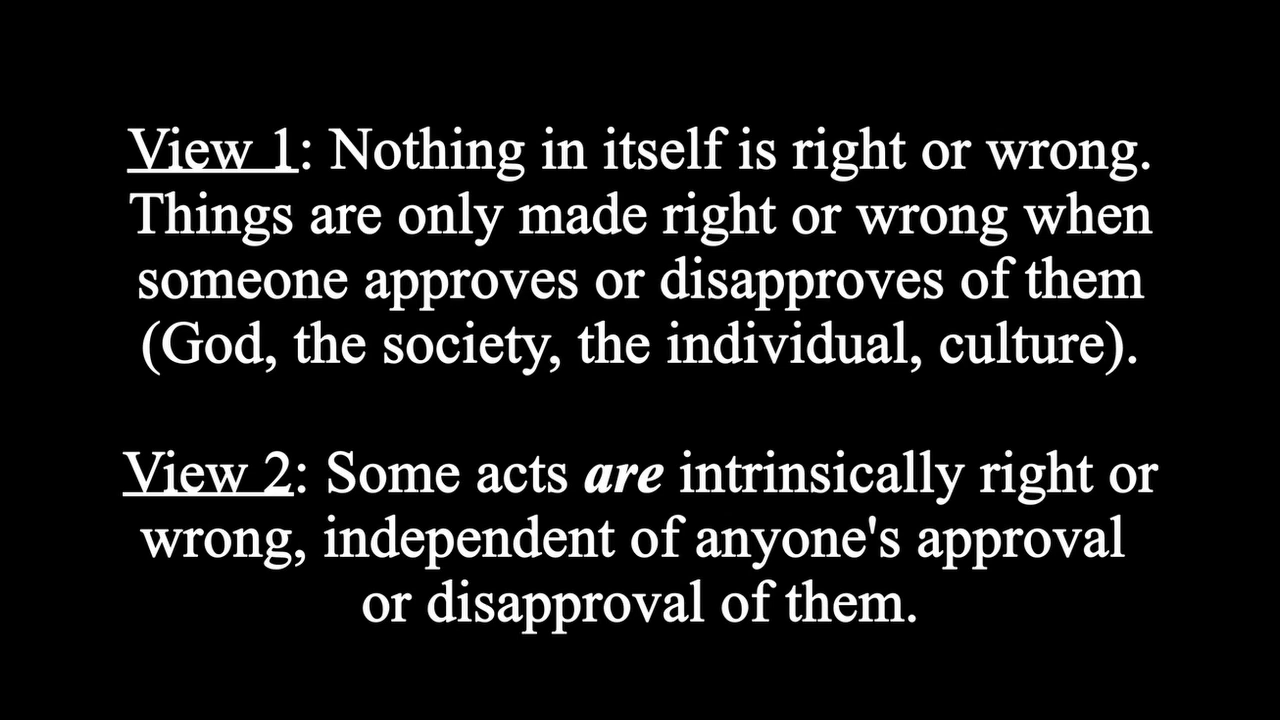 View 1: Nothing in itself is right or wrong.
Things are only made right or wrong when
someone approves or disapproves of them
(God, the society, the individual, culture).
View 2: Some acts are intrinsically right or
wrong, independent of anyone's approval
or disapproval of them.